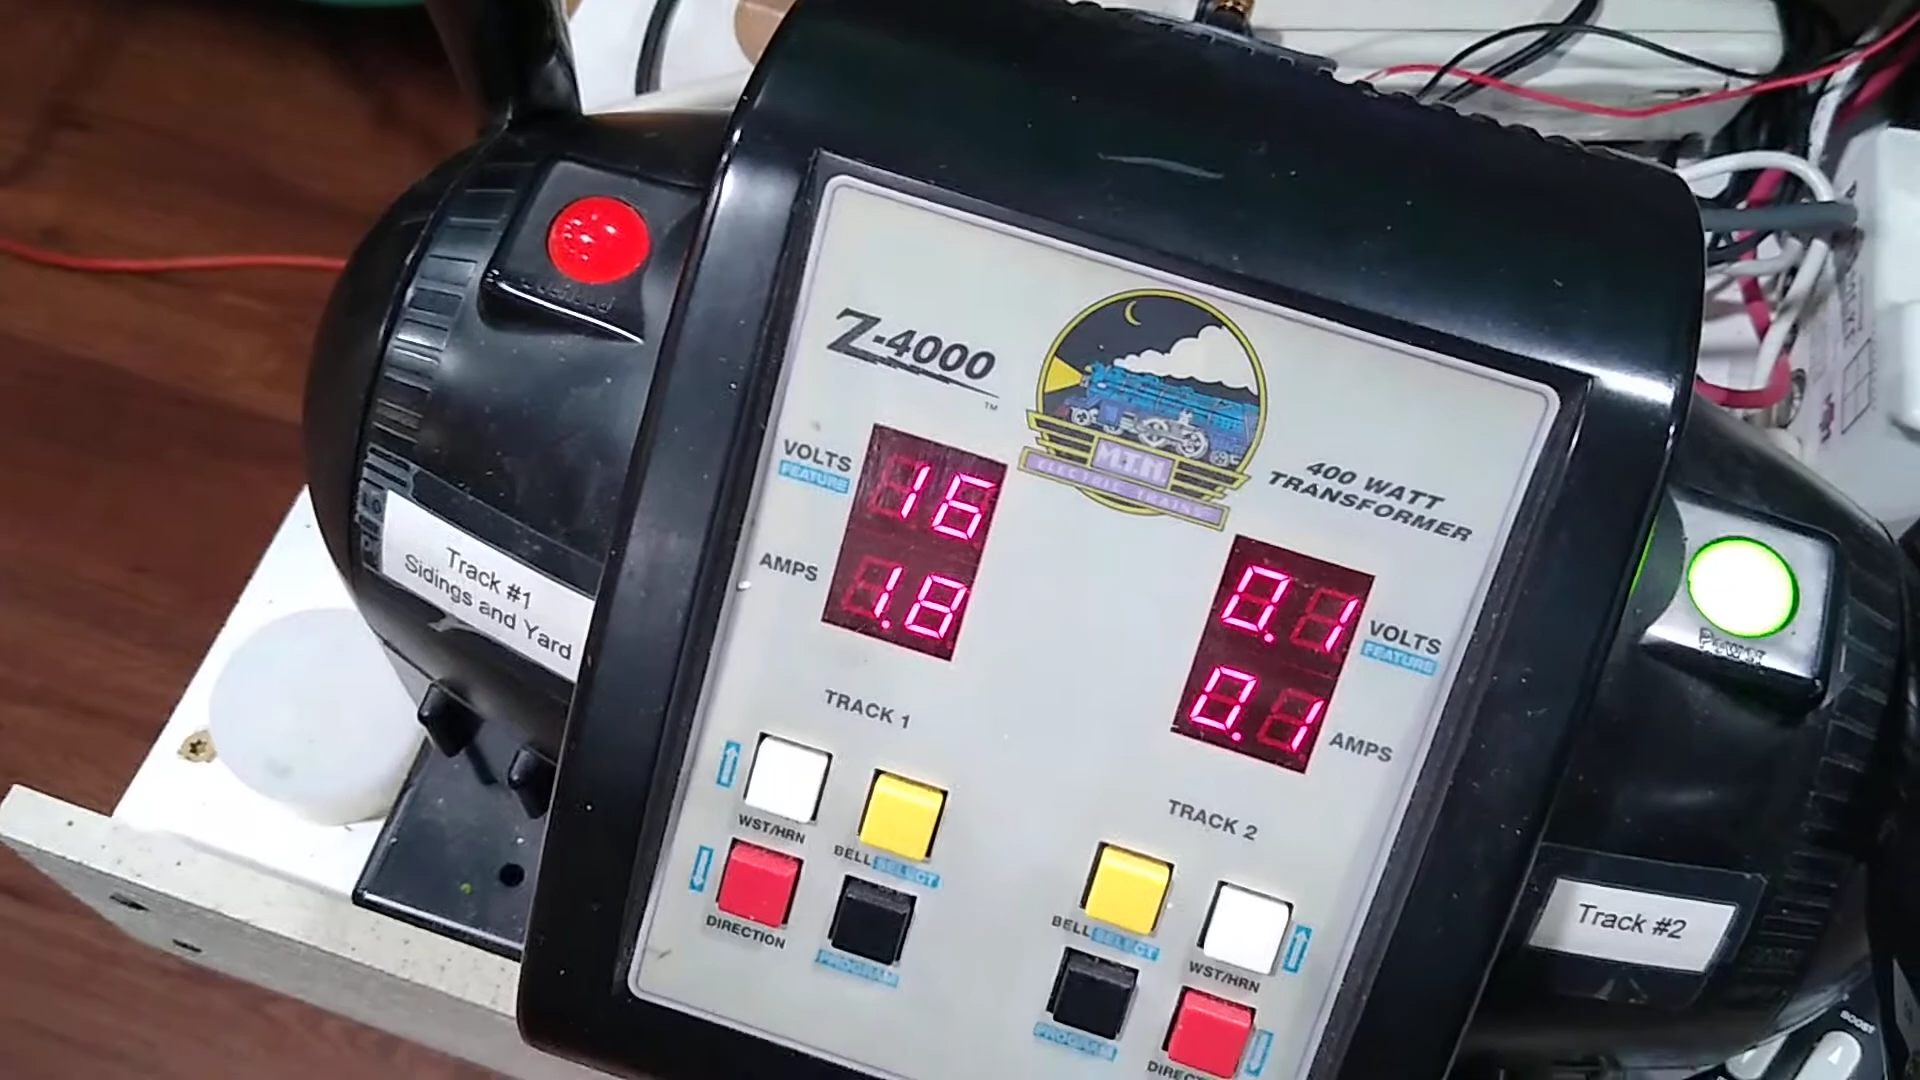 Z-4000
TM
M.T.H
ELECTRIC TRAINS
400 WATT
TRANSFORMER
VOLTS
FEATURE
16
AMPS
1.8
0.1
VOLTS
FEATURE
0.1
AMPS
Track #1
Sidings and Yard
Power
TRACK 1
WST/HRN
BELL SELECT
DIRECTION
PROGRAM
TRACK 2
BELL SELECT
WST/HRN
PROGRAM
Track #2
BOOST